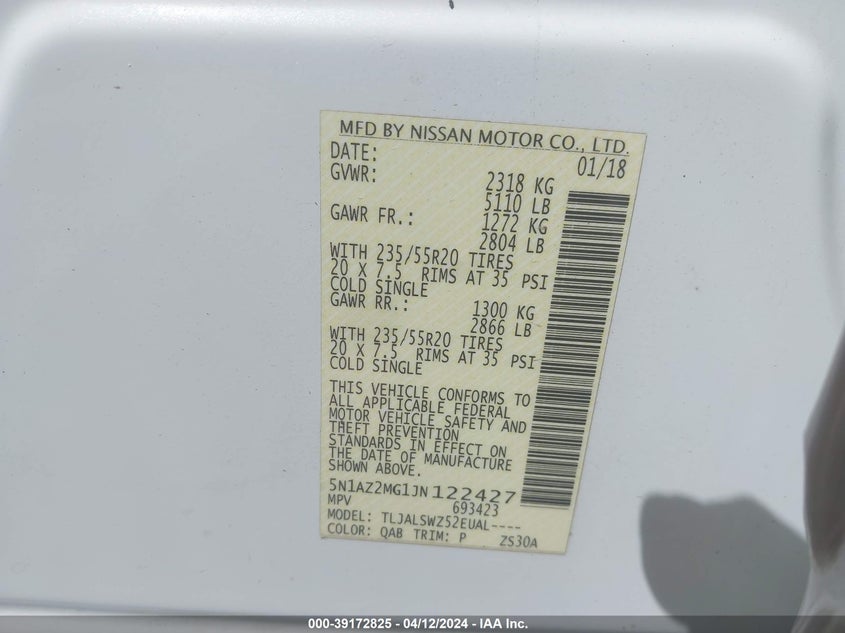 MFD BY NISSAN MOTOR CO., LTD.
DATE: 01/18
GVWR: 2318 KG
5110 LB
GAWR FR.: 1272 KG
2804 LB
WITH 235/55R20 TIRES
20 X 7.5 RIMS AT 35 PSI
COLD SINGLE
GAWR RR.: 1300 KG
2866 LB
WITH 235/55R20 TIRES
20 X 7.5 RIMS AT 35 PSI
COLD SINGLE
THIS VEHICLE CONFORMS TO
ALL APPLICABLE FEDERAL
MOTOR VEHICLE SAFETY AND
THEFT PREVENTION
STANDARDS IN EFFECT ON
THE DATE OF MANUFACTURE
SHOWN ABOVE.
5N1AZ2MG1JN122427
MPV 693423
MODEL: TLJALSWZ52EUAL----
COLOR: QAB TRIM: P ZS30A
000-39172825 - 04/12/2024 - IAA Inc.